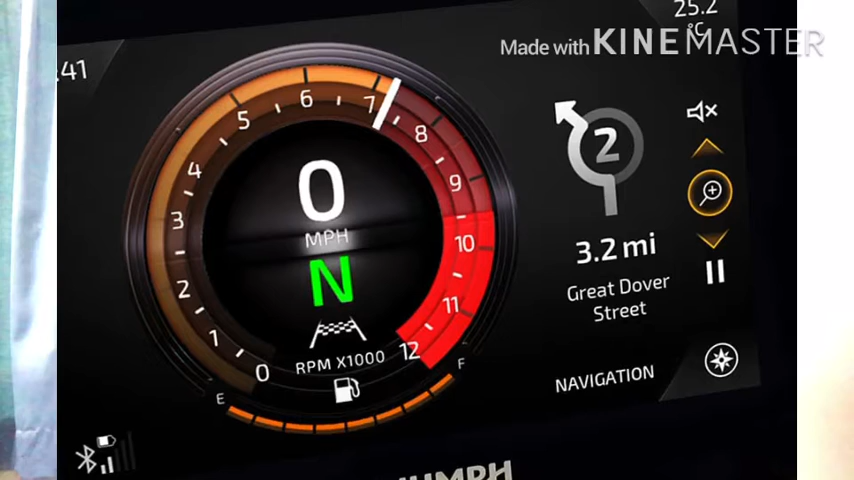 25.2
°C
Made with KINEMASTER
:41
0
1
2
3
4
5
6
7
8
9
10
11
12
0
MPH
N
RPM X1000
E
F
2
3.2 mi
Great Dover
Street
NAVIGATION